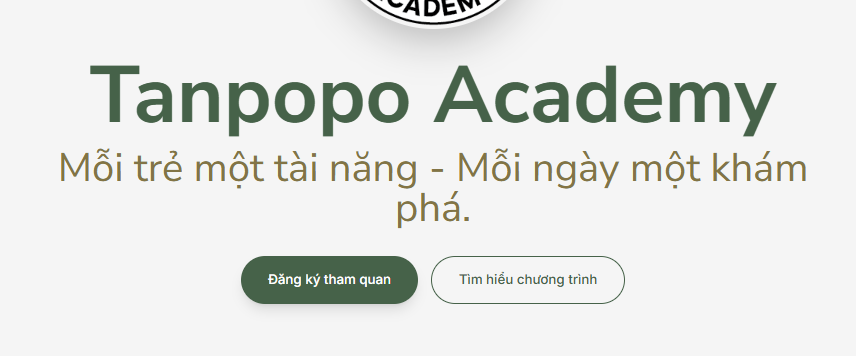 ACADEM
Tanpopo Academy
Mỗi trẻ một tài năng - Mỗi ngày một khám
phá.
Đăng ký tham quan
Tìm hiểu chương trình